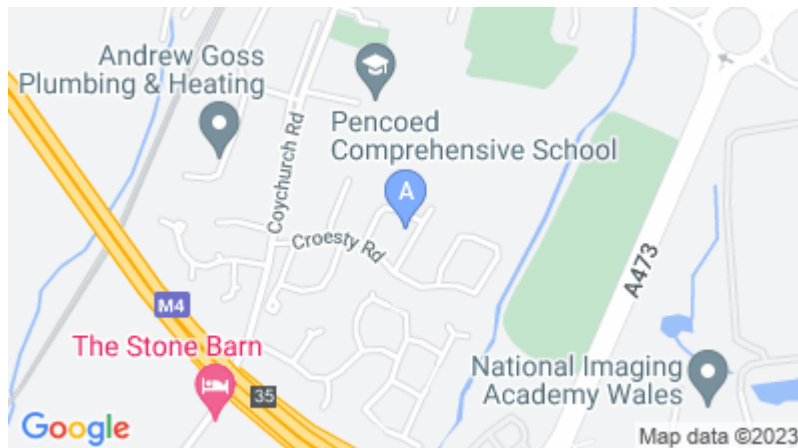 Andrew Goss
Plumbing & Heating
Coychurch Rd
Pencoed
Comprehensive School
A
Croesty Rd
A473
M4
The Stone Barn
35
National Imaging
Academy Wales
Google
Map data ©2023